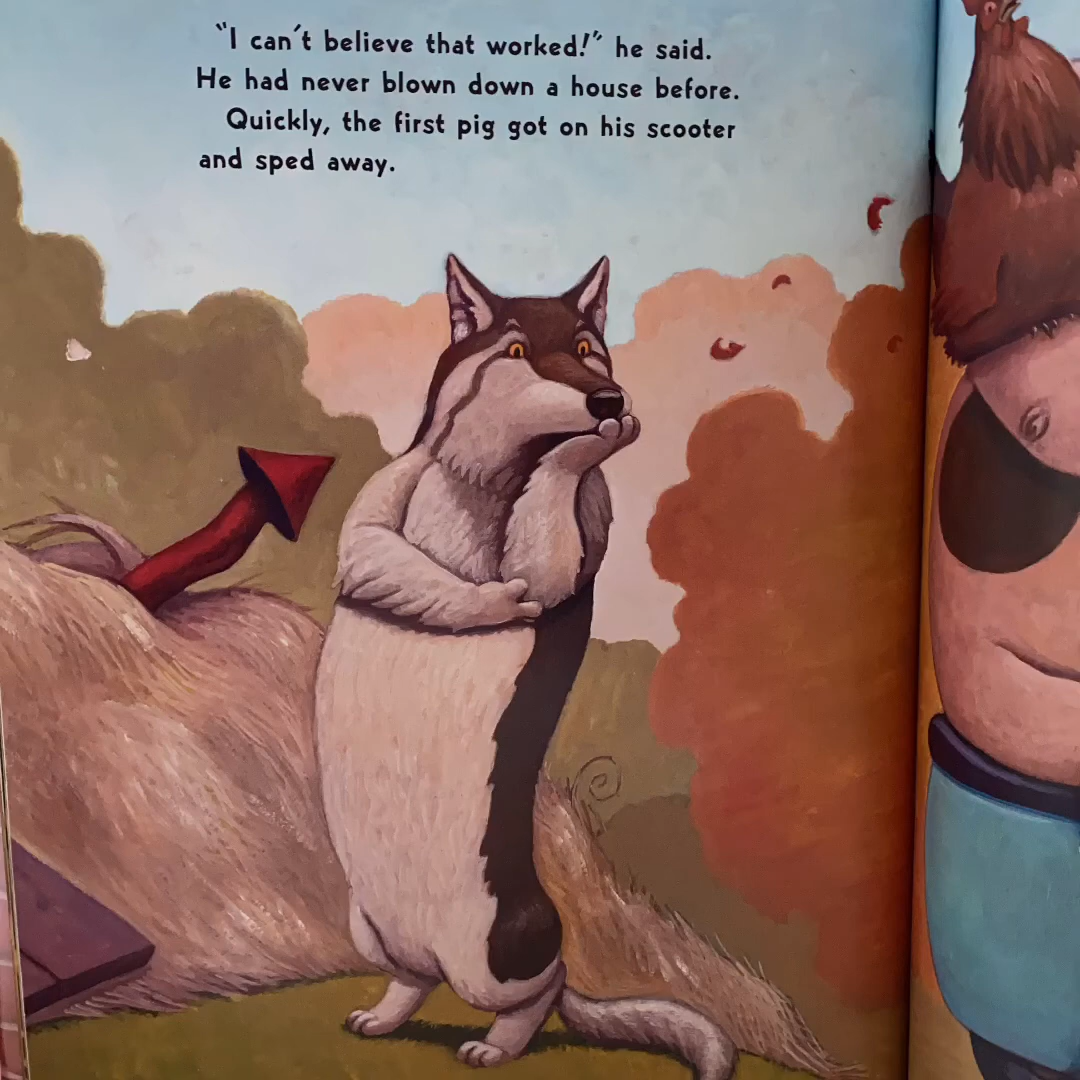 “I can’t believe that worked!” he said.
He had never blown down a house before.
Quickly, the first pig got on his scooter
and sped away.